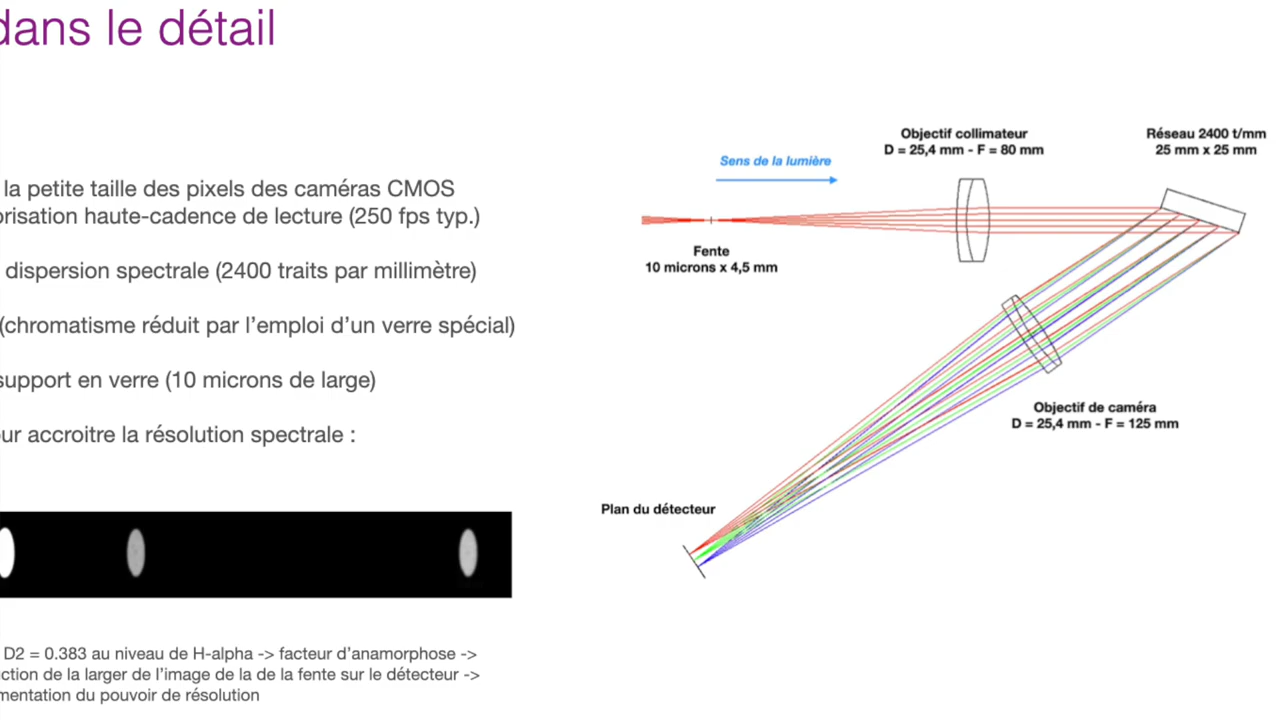 dans le détail
la petite taille des pixels des caméras CMOS
orisation haute-cadence de lecture (250 fps typ.)
dispersion spectrale (2400 traits par millimètre)
(chromatisme réduit par l'emploi d'un verre spécial)
support en verre (10 microns de large)
ur accroitre la résolution spectrale :
D2 = 0.383 au niveau de H-alpha -> facteur d'anamorphose ->
ction de la larger de l'image de la de la fente sur le détecteur ->
mentation du pouvoir de résolution
Objectif collimateur
D = 25,4 mm - F = 80 mm
Réseau 2400 t/mm
25 mm x 25 mm
Sens de la lumière
Fente
10 microns x 4,5 mm
Objectif de caméra
D = 25,4 mm - F = 125 mm
Plan du détecteur